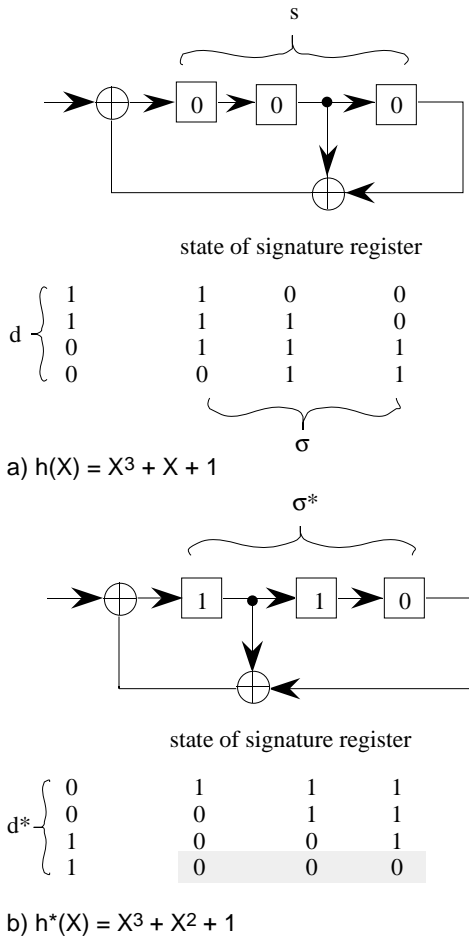 s
0 0 0
state of signature register
1 1 0 0
1 1 1 0
d 0 1 1 1
0 0 1 1
σ
a) h(X) = X³ + X + 1
σ*
1 1 0
state of signature register
0 1 1 1
0 0 1 1
d* 1 0 0 1
1 0 0 0
b) h*(X) = X³ + X² + 1